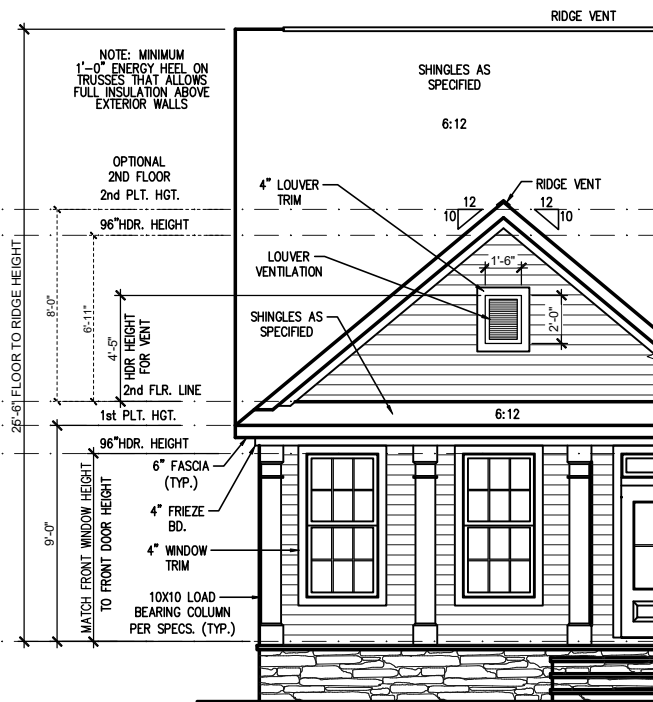 RIDGE VENT
NOTE: MINIMUM
1'-0" ENERGY HEEL ON
TRUSSES THAT ALLOWS
FULL INSULATION ABOVE
EXTERIOR WALLS
SHINGLES AS
SPECIFIED
6:12
OPTIONAL
2ND FLOOR
2nd PLT. HGT.
4" LOUVER
TRIM
RIDGE VENT
12
10
12
10
96"HDR. HEIGHT
LOUVER
VENTILATION
1'-6"
2'-0"
25'-6" FLOOR TO RIDGE HEIGHT
8'-0"
6'-11"
4'-5"
HDR HEIGHT
FOR VENT
SHINGLES AS
SPECIFIED
2nd FLR. LINE
1st PLT. HGT.
6:12
96"HDR. HEIGHT
6" FASCIA
(TYP.)
4" FRIEZE
BD.
4" WINDOW
TRIM
9'-0"
MATCH FRONT WINDOW HEIGHT
TO FRONT DOOR HEIGHT
10X10 LOAD
BEARING COLUMN
PER SPECS. (TYP.)